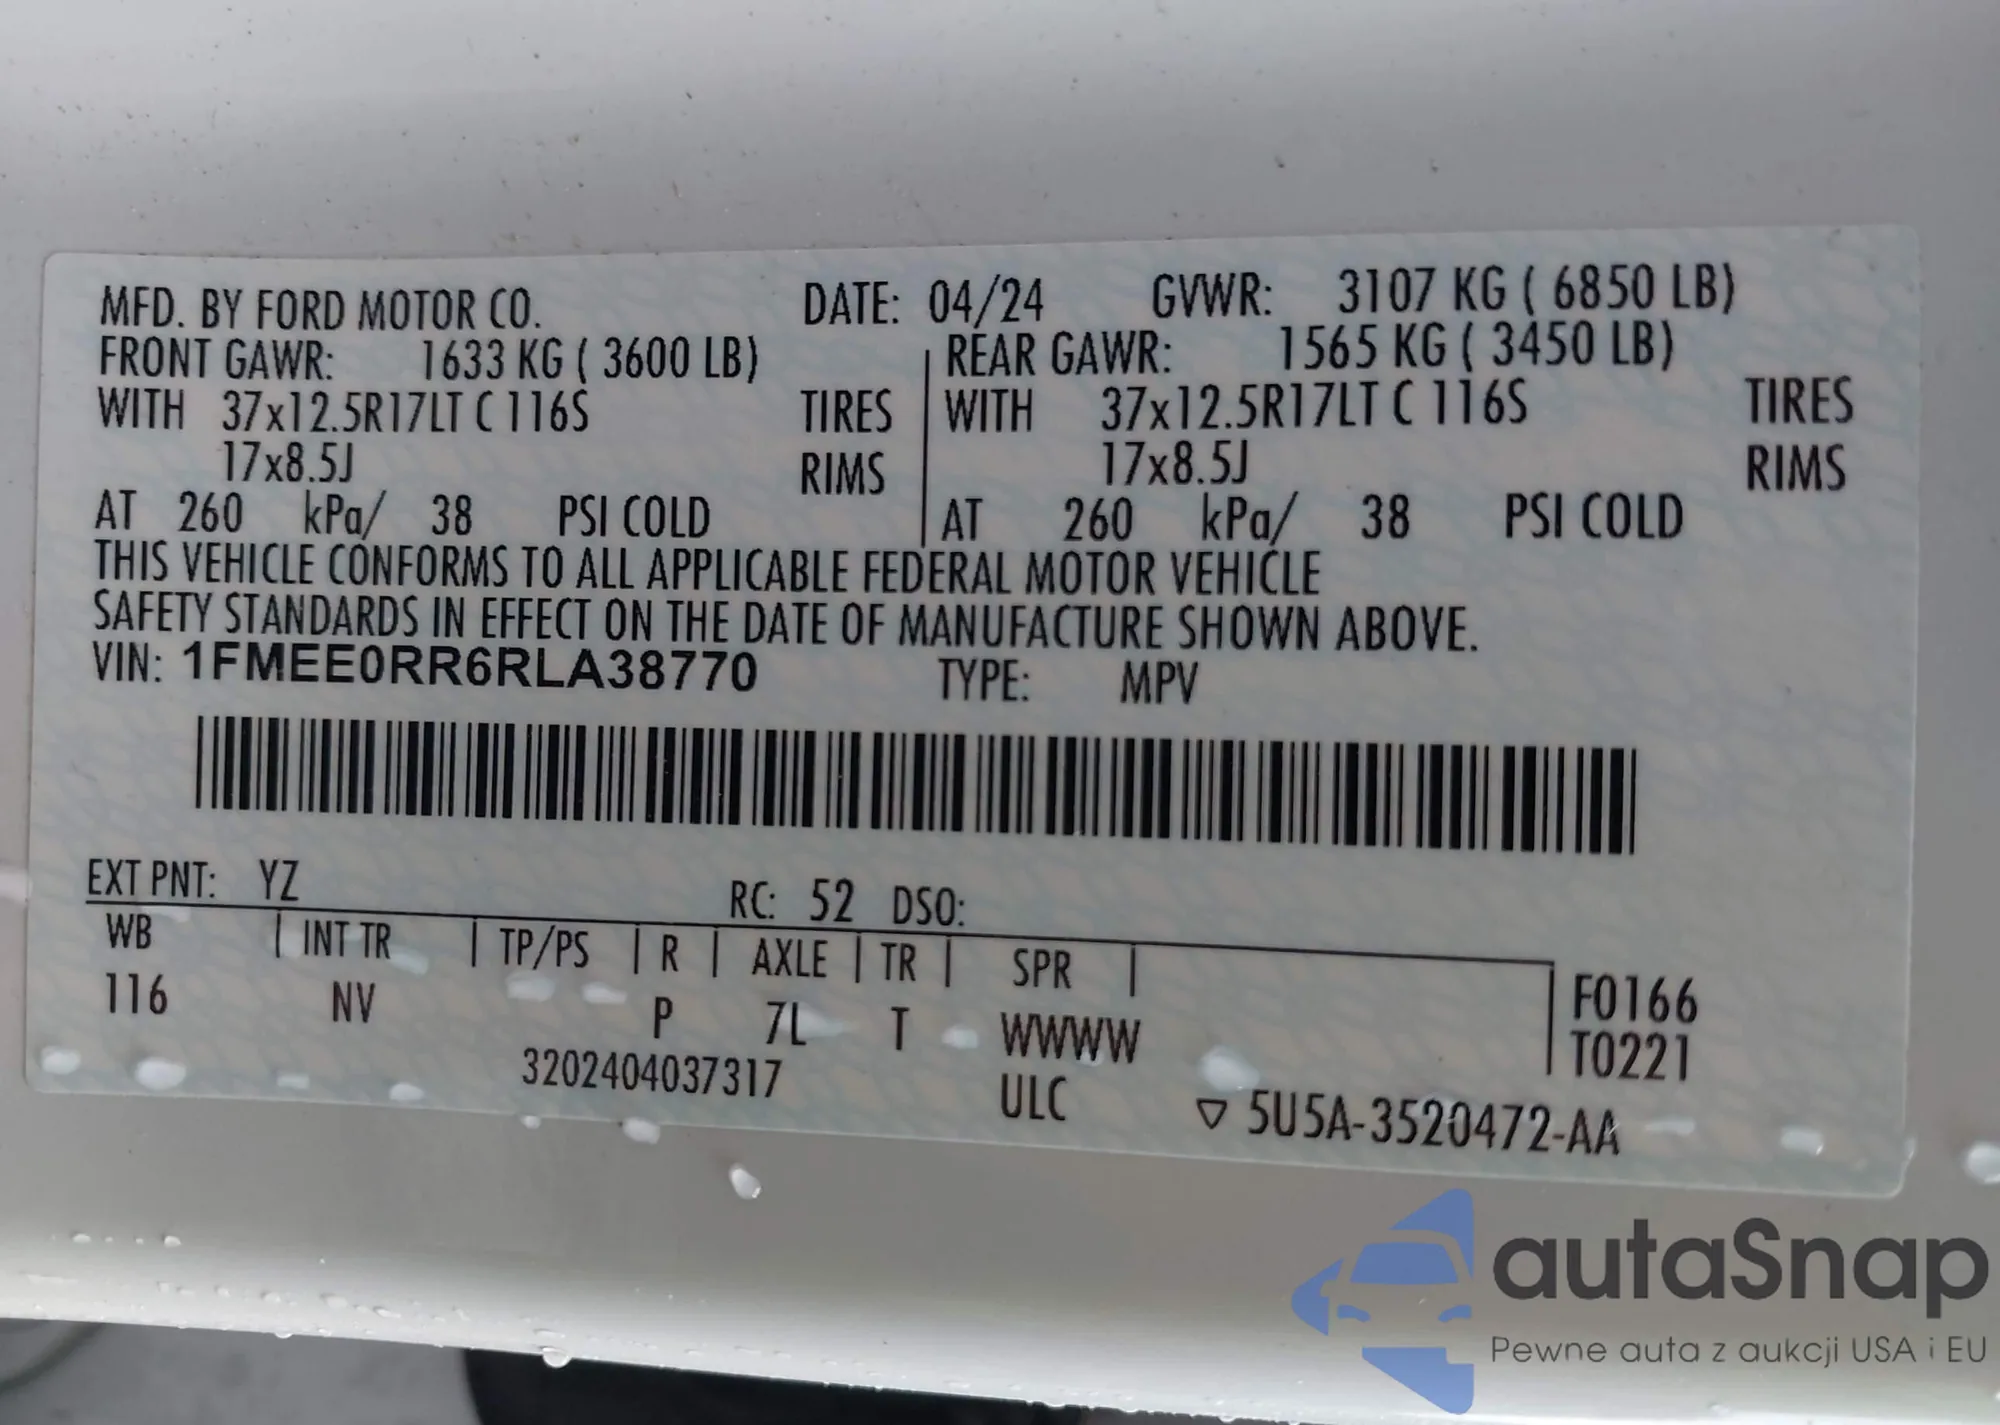 MFD. BY FORD MOTOR CO. DATE: 04/24 GVWR: 3107 KG ( 6850 LB)
FRONT GAWR: 1633 KG ( 3600 LB) REAR GAWR: 1565 KG ( 3450 LB)
WITH 37x12.5R17LT C 116S TIRES WITH 37x12.5R17LT C 116S TIRES
17x8.5J RIMS 17x8.5J RIMS
AT 260 kPa/ 38 PSI COLD AT 260 kPa/ 38 PSI COLD
THIS VEHICLE CONFORMS TO ALL APPLICABLE FEDERAL MOTOR VEHICLE
SAFETY STANDARDS IN EFFECT ON THE DATE OF MANUFACTURE SHOWN ABOVE.
VIN: 1FMEE0RR6RLA38770 TYPE: MPV
EXT PNT: YZ RC: 52 DSO:
WB | INT TR | TP/PS | R | AXLE | TR | SPR |
116 NV P 7L T WWWW F0166
T0221
3202404037317 ULC ▽ 5U5A-3520472-AA
autaSnap
Pewne auta z aukcji USA i EU